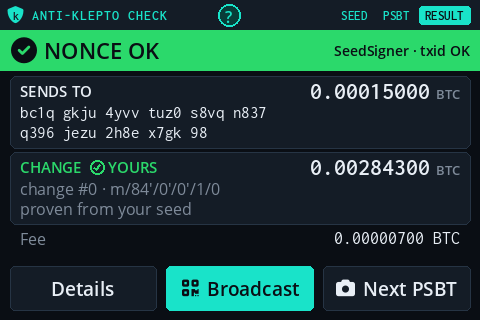 ANTI-KLEPTO CHECK ? SEED PSBT RESULT
NONCE OK SeedSigner · txid OK
SENDS TO 0.00015000 BTC
bc1q gkju 4yvv tuz0 s8vq n837
q396 jezu 2h8e x7gk 98
CHANGE YOURS 0.00284300 BTC
change #0 · m/84'/0'/0'/1/0
proven from your seed
Fee 0.00000700 BTC
Details Broadcast Next PSBT